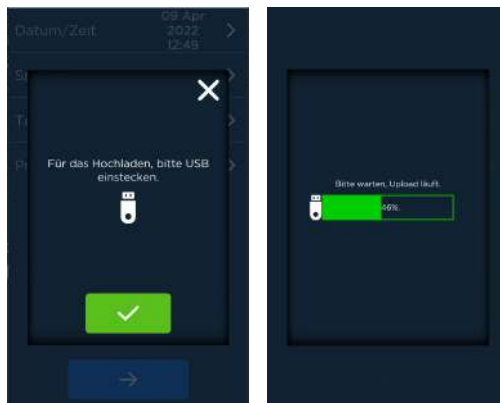 Datum/Zeit
09 Apr
2022
12:49
Für das Hochladen, bitte USB
einstecken.
Bitte warten, Upload läuft.
46%